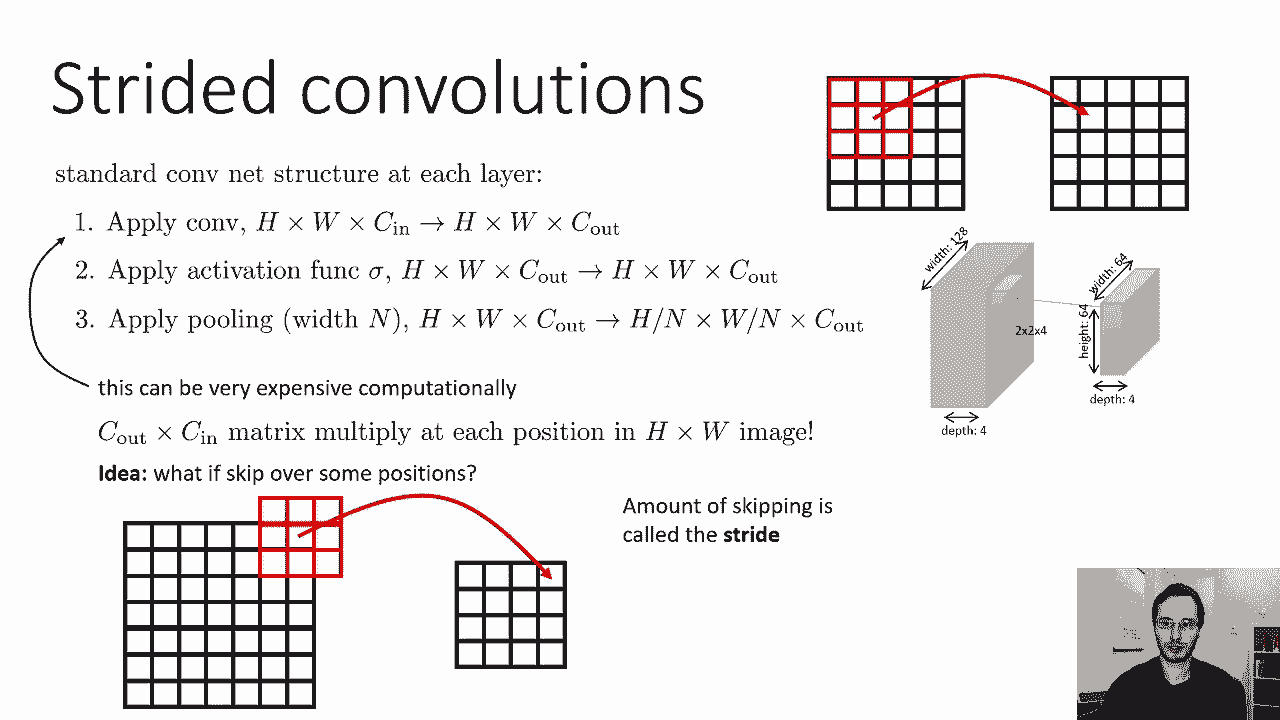 Strided convolutions
standard conv net structure at each layer:
1. Apply conv, $H \times W \times C_{\text{in}} \rightarrow H \times W \times C_{\text{out}}$
2. Apply activation func $\sigma$, $H \times W \times C_{\text{out}} \rightarrow H \times W \times C_{\text{out}}$
3. Apply pooling (width $N$), $H \times W \times C_{\text{out}} \rightarrow H/N \times W/N \times C_{\text{out}}$
this can be very expensive computationally
$C_{\text{out}} \times C_{\text{in}}$ matrix multiply at each position in $H \times W$ image!
Idea: what if skip over some positions?
Amount of skipping is
called the stride
width: 128
depth: 4
2x2x4
width: 64
height: 64
depth: 4